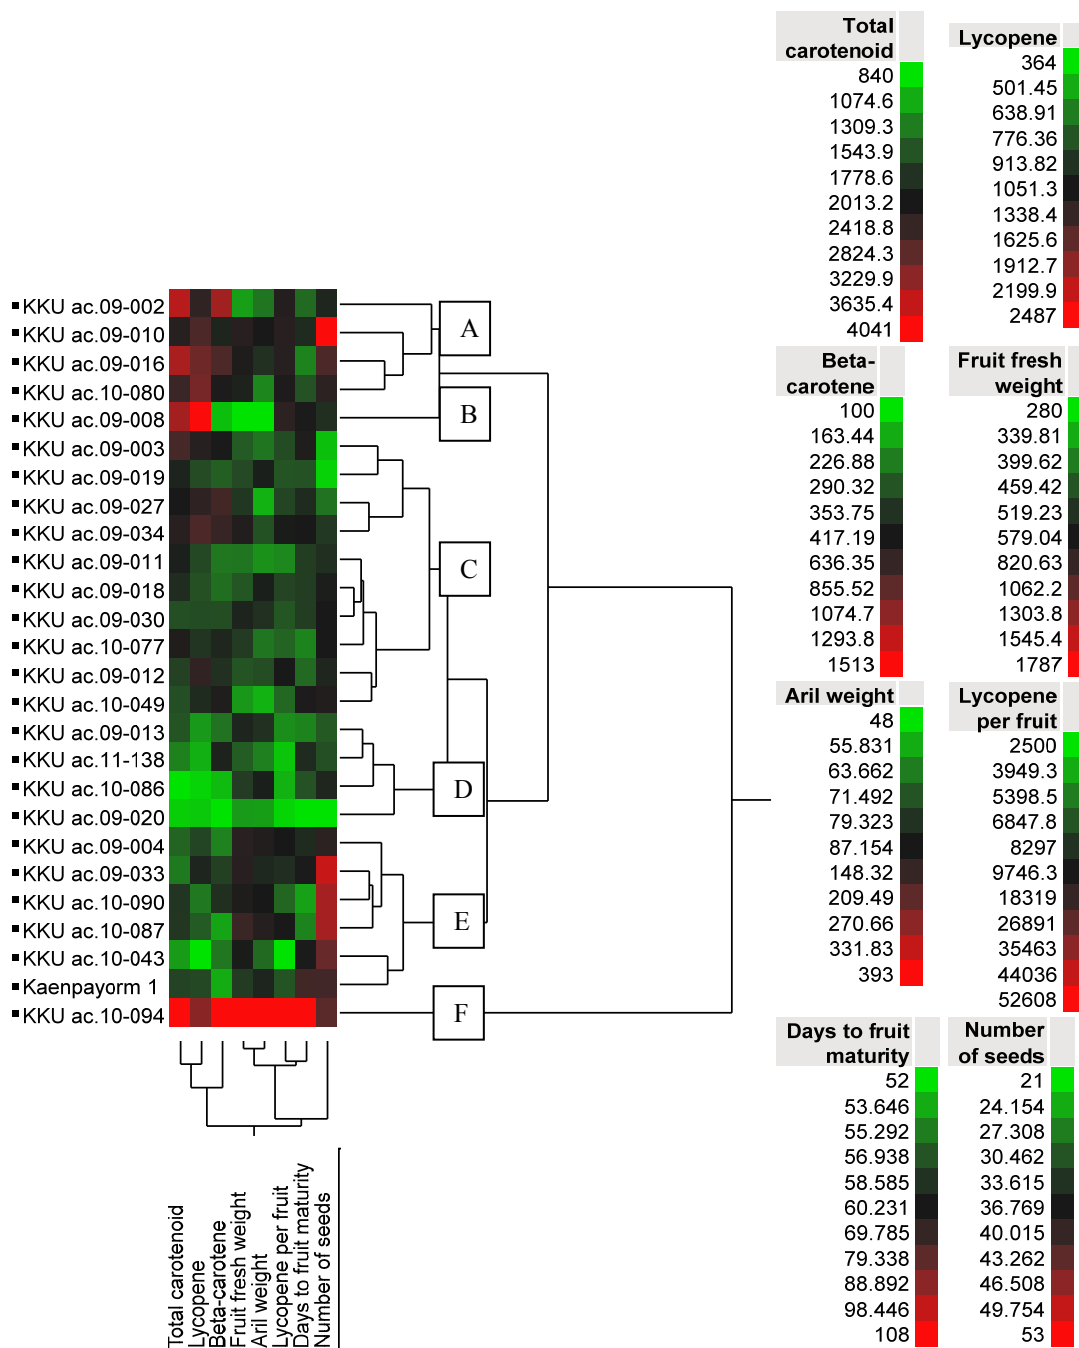 Total
carotenoid
840
1074.6
1309.3
1543.9
1778.6
2013.2
2418.8
2824.3
3229.9
3635.4
4041
Lycopene
364
501.45
638.91
776.36
913.82
1051.3
1338.4
1625.6
1912.7
2199.9
2487
Beta-
carotene
100
163.44
226.88
290.32
353.75
417.19
636.35
855.52
1074.7
1293.8
1513
Fruit fresh
weight
280
339.81
399.62
459.42
519.23
579.04
820.63
1062.2
1303.8
1545.4
1787
Aril weight
48
55.831
63.662
71.492
79.323
87.154
148.32
209.49
270.66
331.83
393
Lycopene
per fruit
2500
3949.3
5398.5
6847.8
8297
9746.3
18319
26891
35463
44036
52608
Days to fruit
maturity
52
53.646
55.292
56.938
58.585
60.231
69.785
79.338
88.892
98.446
108
Number
of seeds
21
24.154
27.308
30.462
33.615
36.769
40.015
43.262
46.508
49.754
53
KKU ac.09-002
KKU ac.09-010
KKU ac.09-016
KKU ac.10-080
KKU ac.09-008
KKU ac.09-003
KKU ac.09-019
KKU ac.09-027
KKU ac.09-034
KKU ac.09-011
KKU ac.09-018
KKU ac.09-030
KKU ac.10-077
KKU ac.09-012
KKU ac.10-049
KKU ac.09-013
KKU ac.11-138
KKU ac.10-086
KKU ac.09-020
KKU ac.09-004
KKU ac.09-033
KKU ac.10-090
KKU ac.10-087
KKU ac.10-043
Kaenpayorm 1
KKU ac.10-094
A
B
C
D
E
F
Total carotenoid
Lycopene
Beta-carotene
Fruit fresh weight
Aril weight
Lycopene per fruit
Days to fruit maturity
Number of seeds